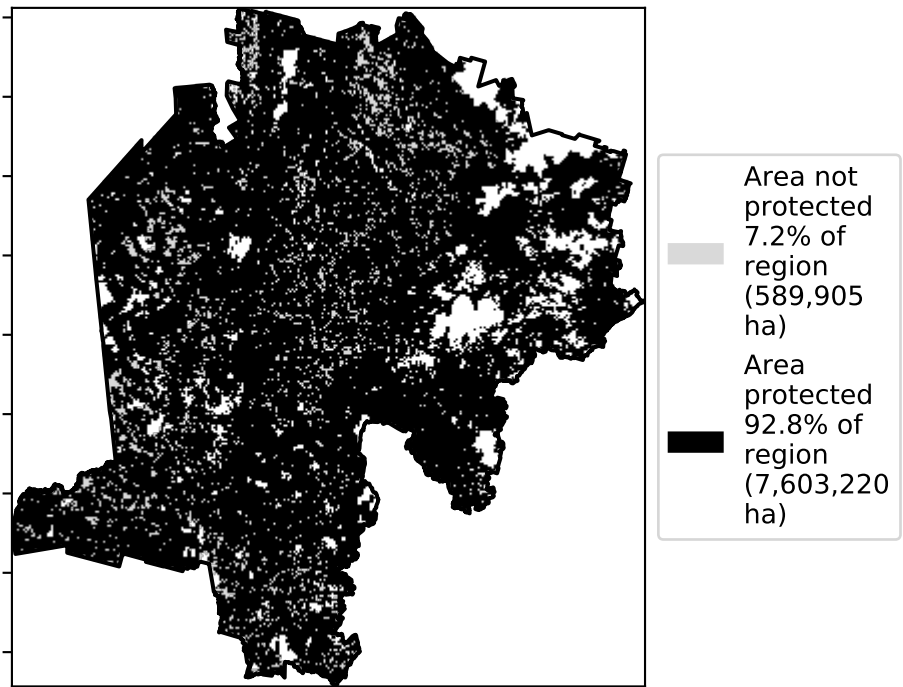 Area not
protected
7.2% of
region
(589,905
ha)
Area
protected
92.8% of
region
(7,603,220
ha)